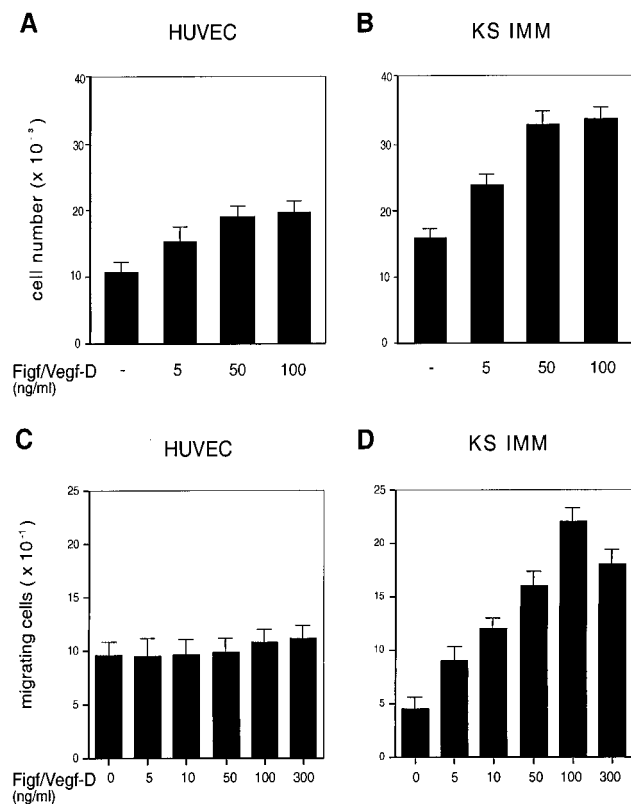 A
HUVEC
cell number (x 10⁻³)
40
30
20
10
0
Figf/Vegf-D - 5 50 100
(ng/ml)
B
KS IMM
40
30
20
10
0
- 5 50 100
C
HUVEC
migrating cells (x 10⁻¹)
25
20
15
10
5
0
Figf/Vegf-D 0 5 10 50 100 300
(ng/ml)
D
KS IMM
25
20
15
10
5
0
0 5 10 50 100 300